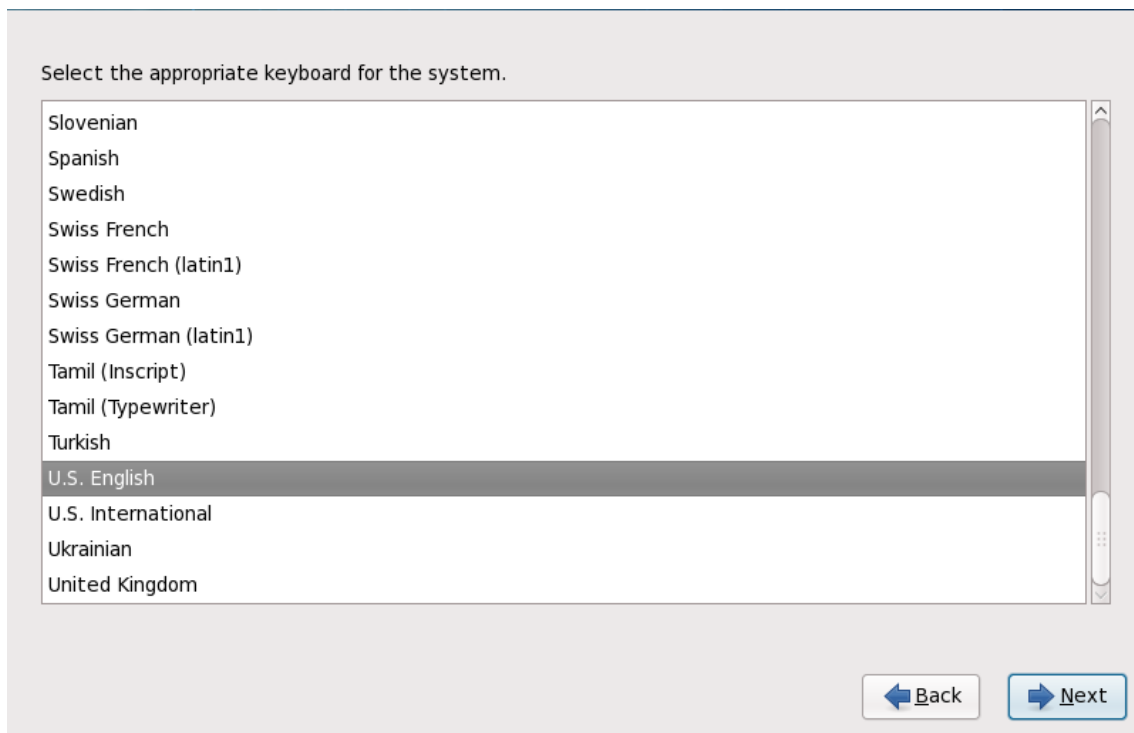 Select the appropriate keyboard for the system.
Slovenian
Spanish
Swedish
Swiss French
Swiss French (latin1)
Swiss German
Swiss German (latin1)
Tamil (Inscript)
Tamil (Typewriter)
Turkish
U.S. English
U.S. International
Ukrainian
United Kingdom
Back Next